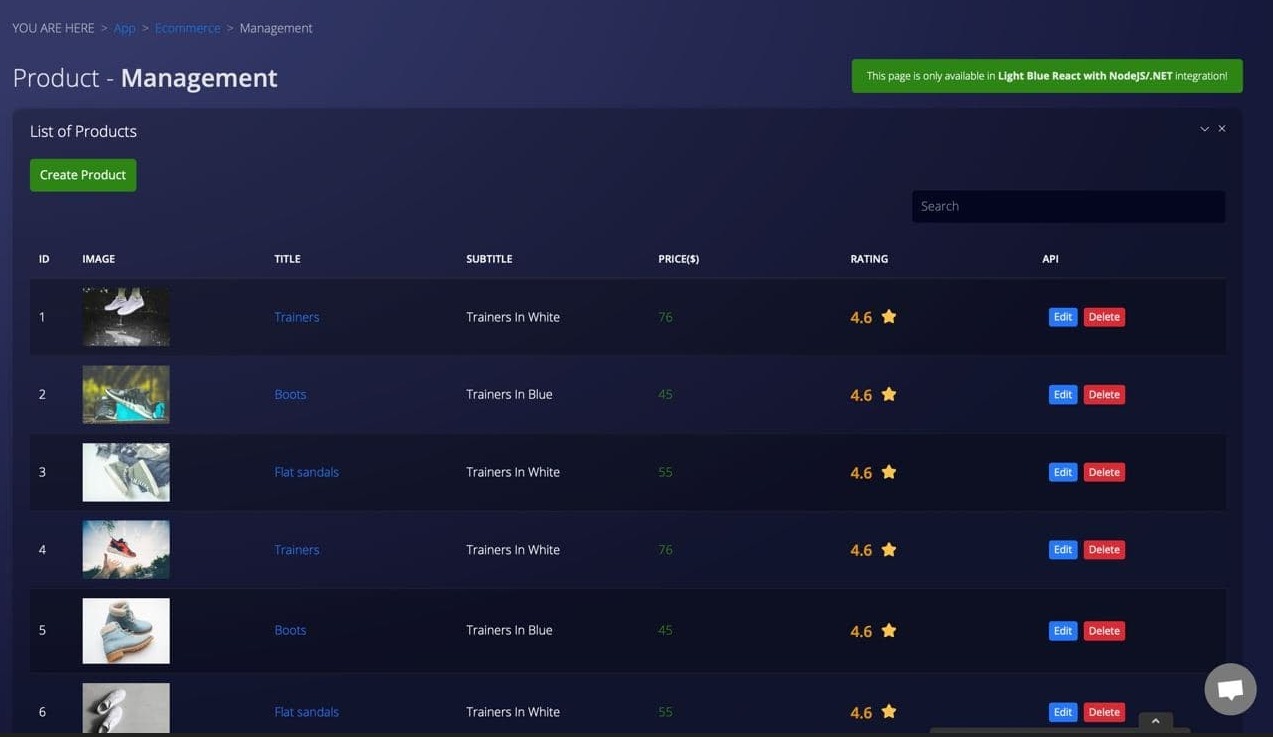 YOU ARE HERE > App > Ecommerce > Management
Product - Management
This page is only available in Light Blue React with NodeJS/.NET integration!
List of Products
Create Product
Search
ID IMAGE TITLE SUBTITLE PRICE($) RATING API
1 Trainers Trainers In White 76 4.6 Edit Delete
2 Boots Trainers In Blue 45 4.6 Edit Delete
3 Flat sandals Trainers In White 55 4.6 Edit Delete
4 Trainers Trainers In White 76 4.6 Edit Delete
5 Boots Trainers In Blue 45 4.6 Edit Delete
6 Flat sandals Trainers In White 55 4.6 Edit Delete